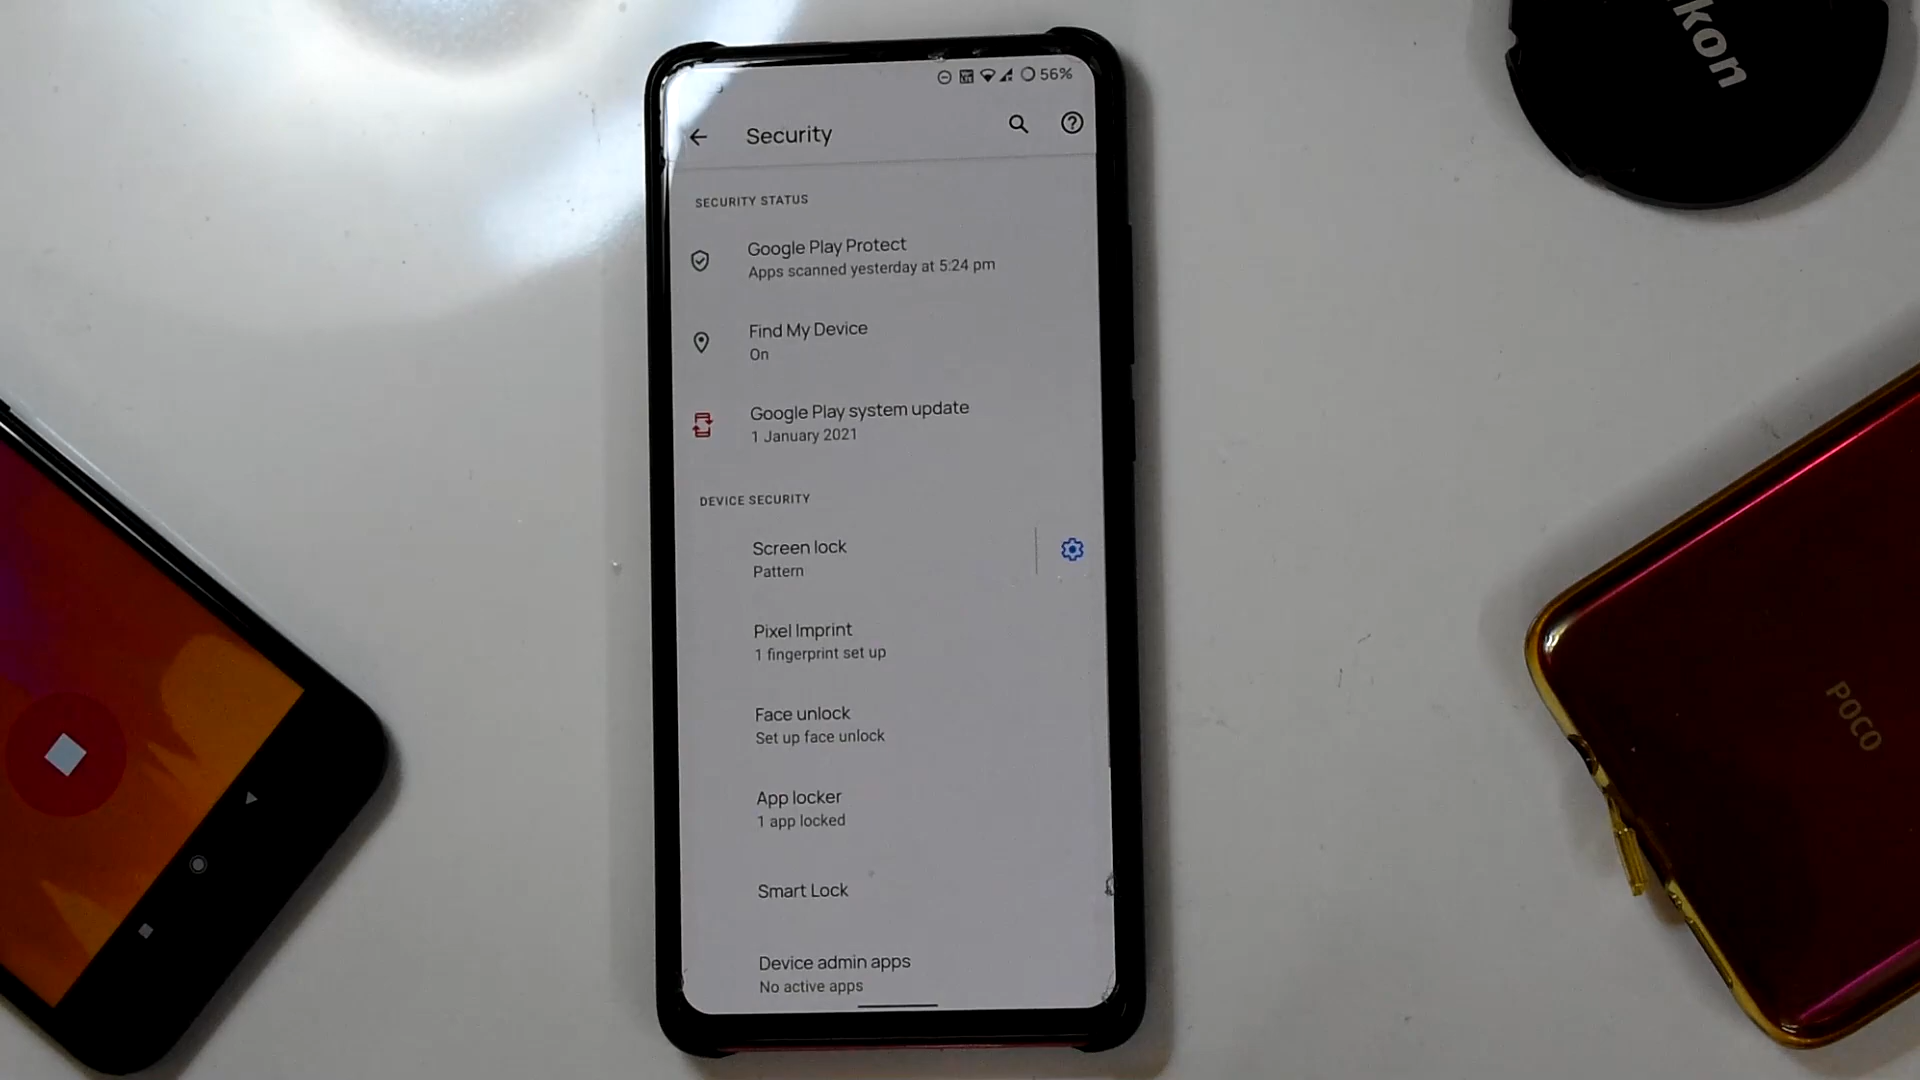 56%
Security
SECURITY STATUS
Google Play Protect
Apps scanned yesterday at 5:24 pm
Find My Device
On
Google Play system update
1 January 2021
DEVICE SECURITY
Screen lock
Pattern
Pixel Imprint
1 fingerprint set up
Face unlock
Set up face unlock
App locker
1 app locked
Smart Lock
Device admin apps
No active apps
kon
POCO